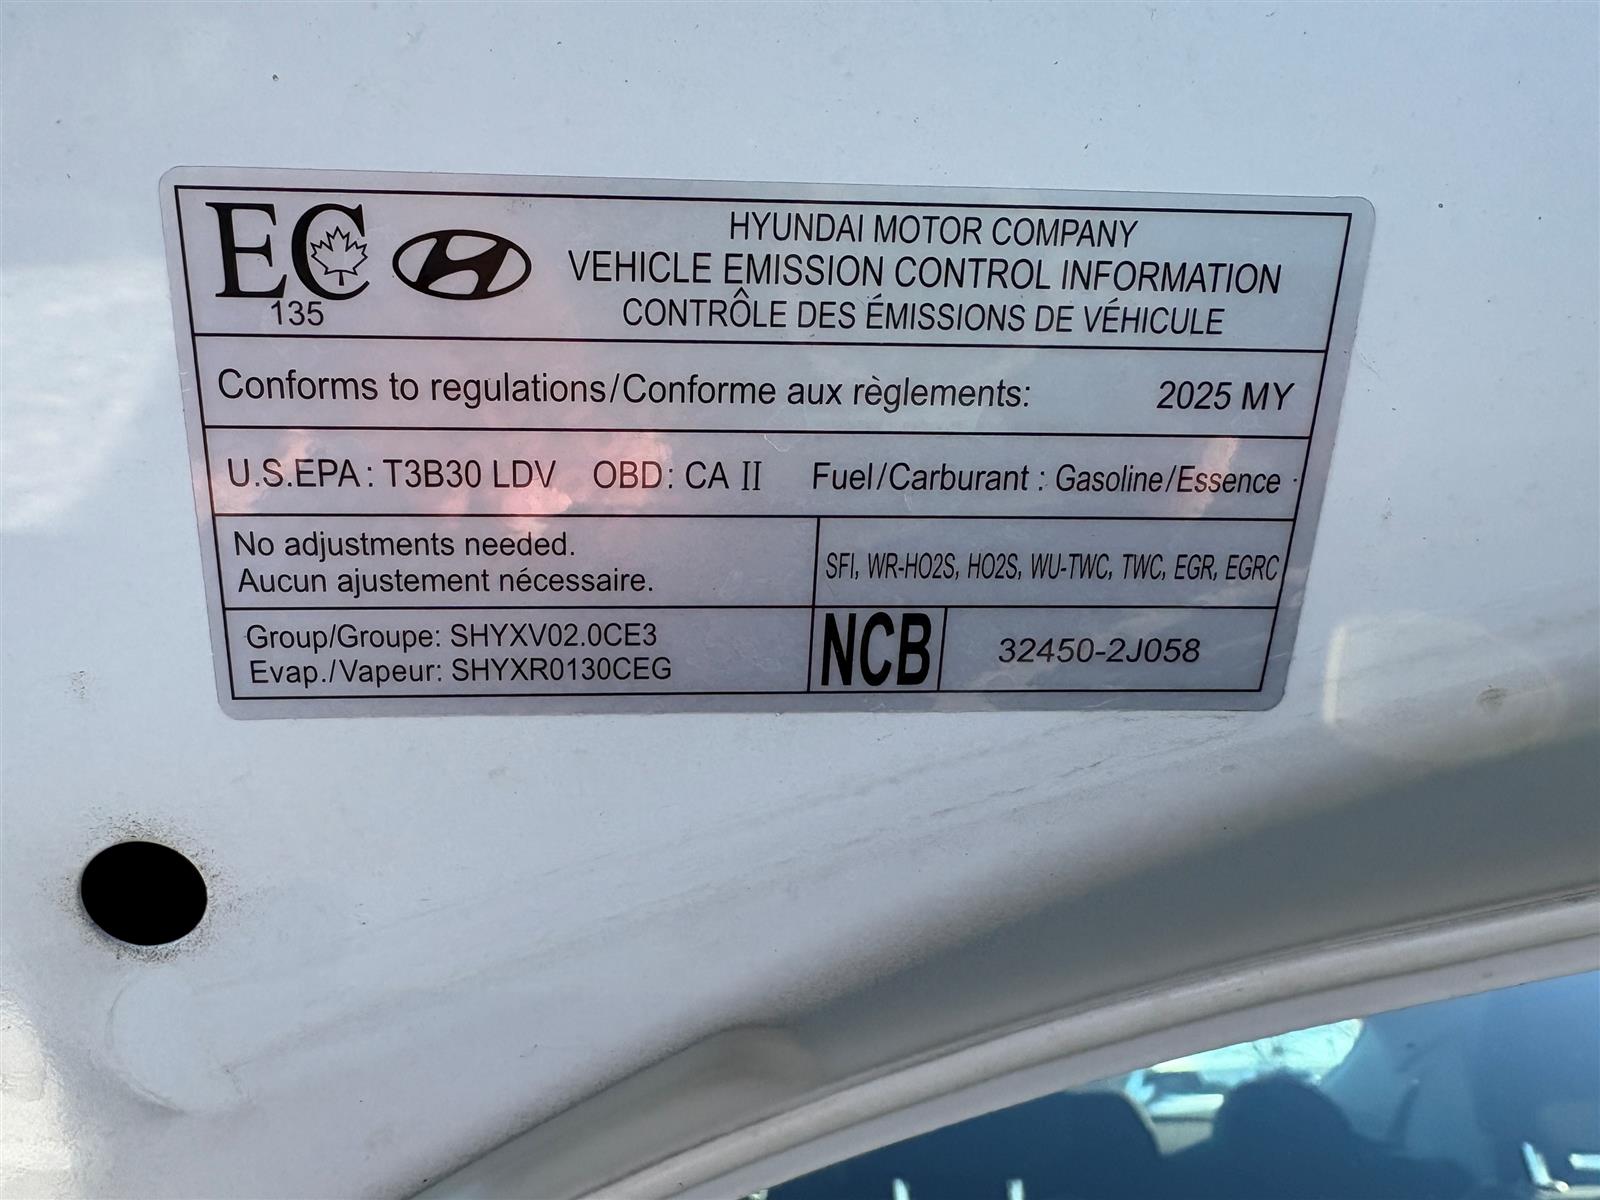 EC
135
HYUNDAI MOTOR COMPANY
VEHICLE EMISSION CONTROL INFORMATION
CONTRÔLE DES ÉMISSIONS DE VÉHICULE
Conforms to regulations/Conforme aux règlements: 2025 MY
U.S.EPA : T3B30 LDV OBD : CA II Fuel/Carburant : Gasoline/Essence
No adjustments needed.
Aucun ajustement nécessaire.
SFI, WR-HO2S, HO2S, WU-TWC, TWC, EGR, EGRC
Group/Groupe: SHYXV02.0CE3
Evap./Vapeur: SHYXR0130CEG
NCB
32450-2J058